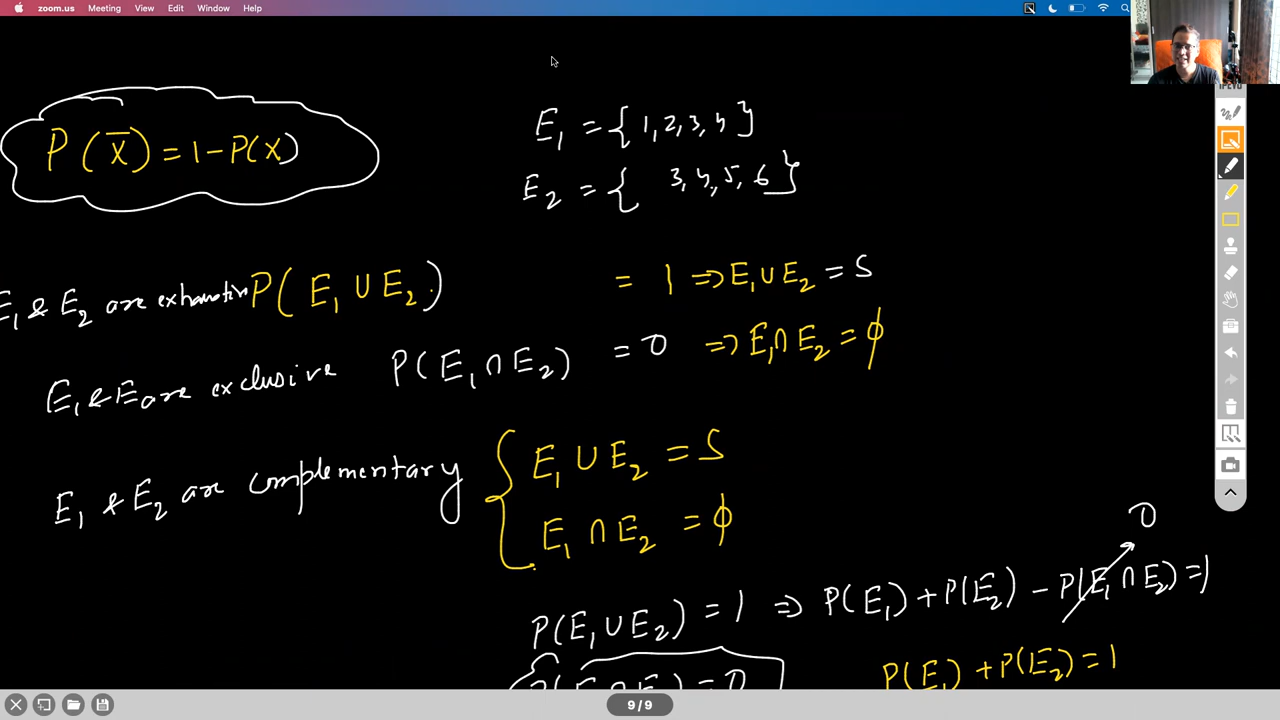 zoom.us Meeting View Edit Window Help
P(X̅) = 1 - P(X)
E₁ = { 1, 2, 3, 4 }
E₂ = { 3, 4, 5, 6 }
E₁ & E₂ are exhaustive P( E₁ ∪ E₂ ) = 1 ⇒ E₁ ∪ E₂ = S
E₁ & E are exclusive P( E₁ ∩ E₂ ) = 0 ⇒ E₁ ∩ E₂ = ϕ
E₁ & E₂ are complementary { E₁ ∪ E₂ = S
E₁ ∩ E₂ = ϕ
0
P(E₁ ∪ E₂) = 1 ⇒ P(E₁) + P(E₂) - P(E₁ ∩ E₂) = 1
P(E₁) + P(E₂) = 1
9/9